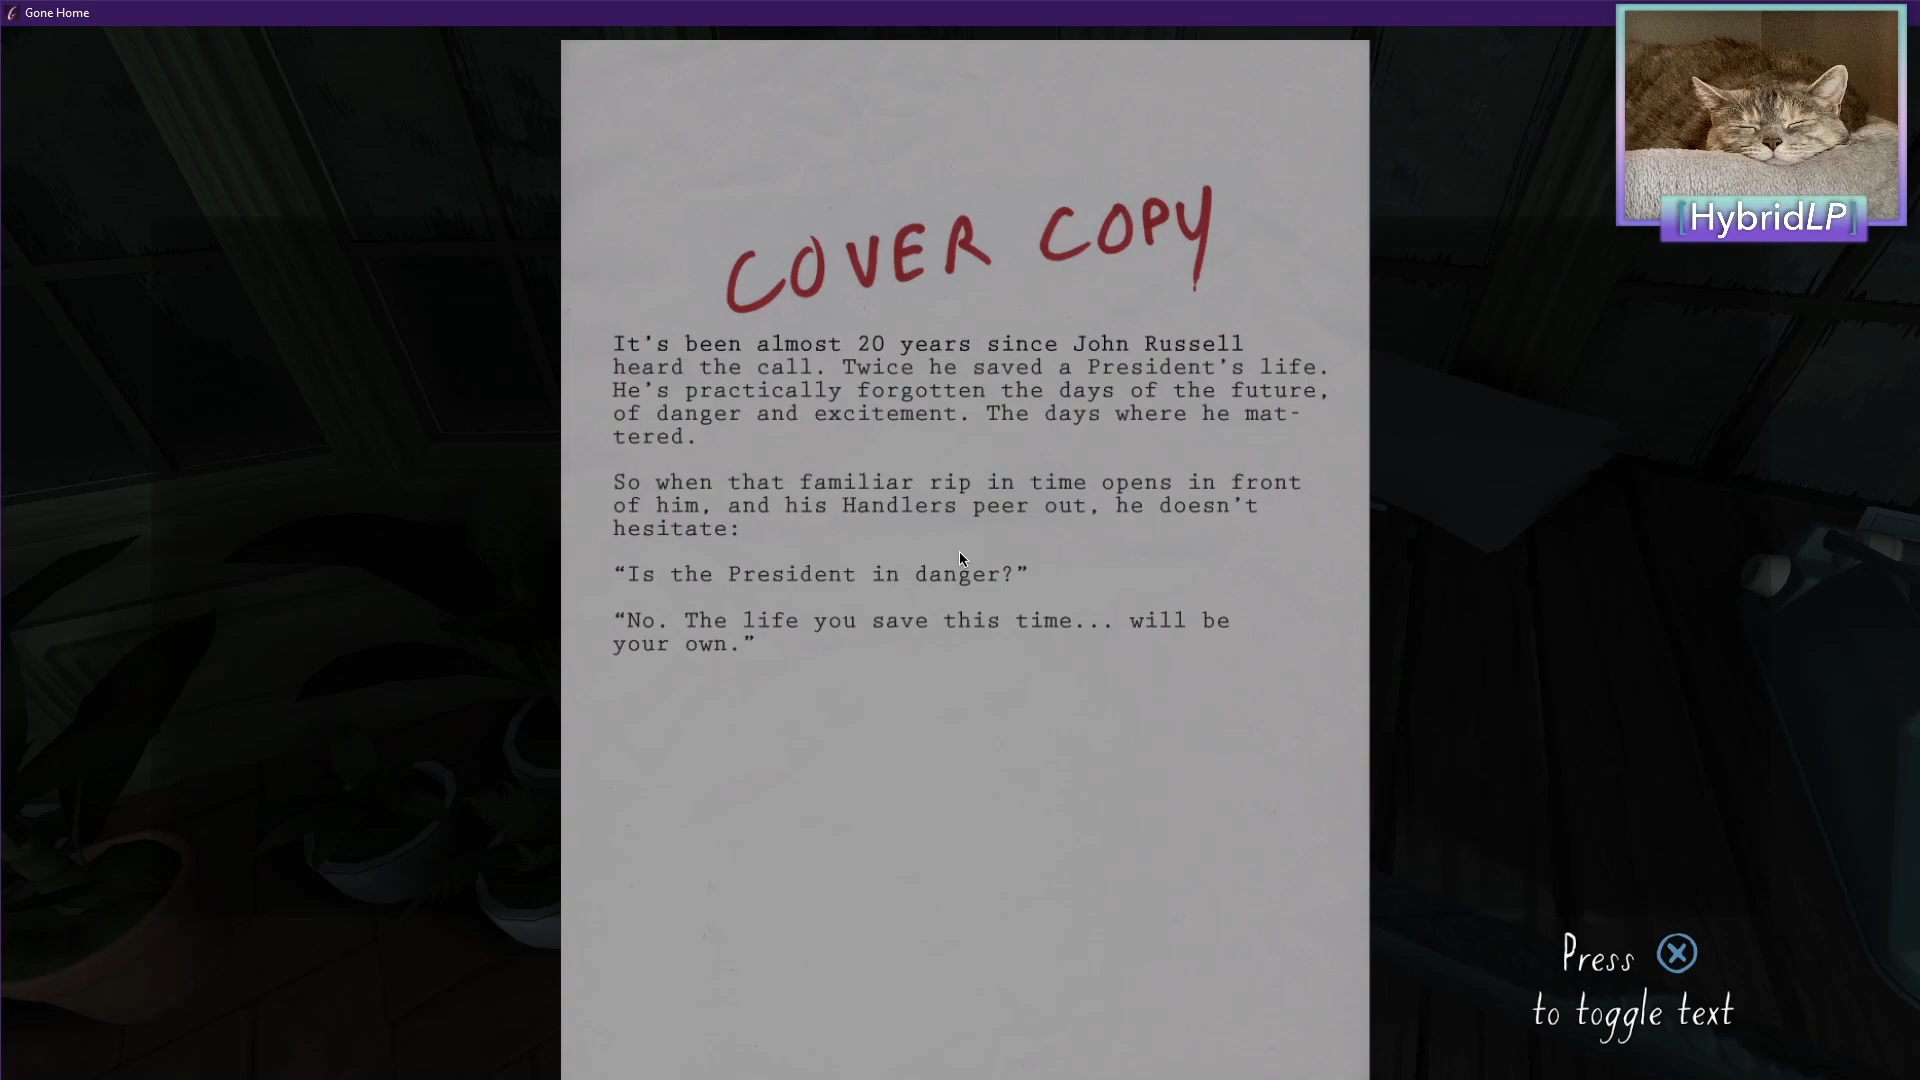 Gone Home
[HybridLP]
COVER COPY
It's been almost 20 years since John Russell
heard the call. Twice he saved a President's life.
He's practically forgotten the days of the future,
of danger and excitement. The days where he mat-
tered.
So when that familiar rip in time opens in front
of him, and his Handlers peer out, he doesn't
hesitate:
“Is the President in danger?”
“No. The life you save this time... will be
your own.”
Press
to toggle text